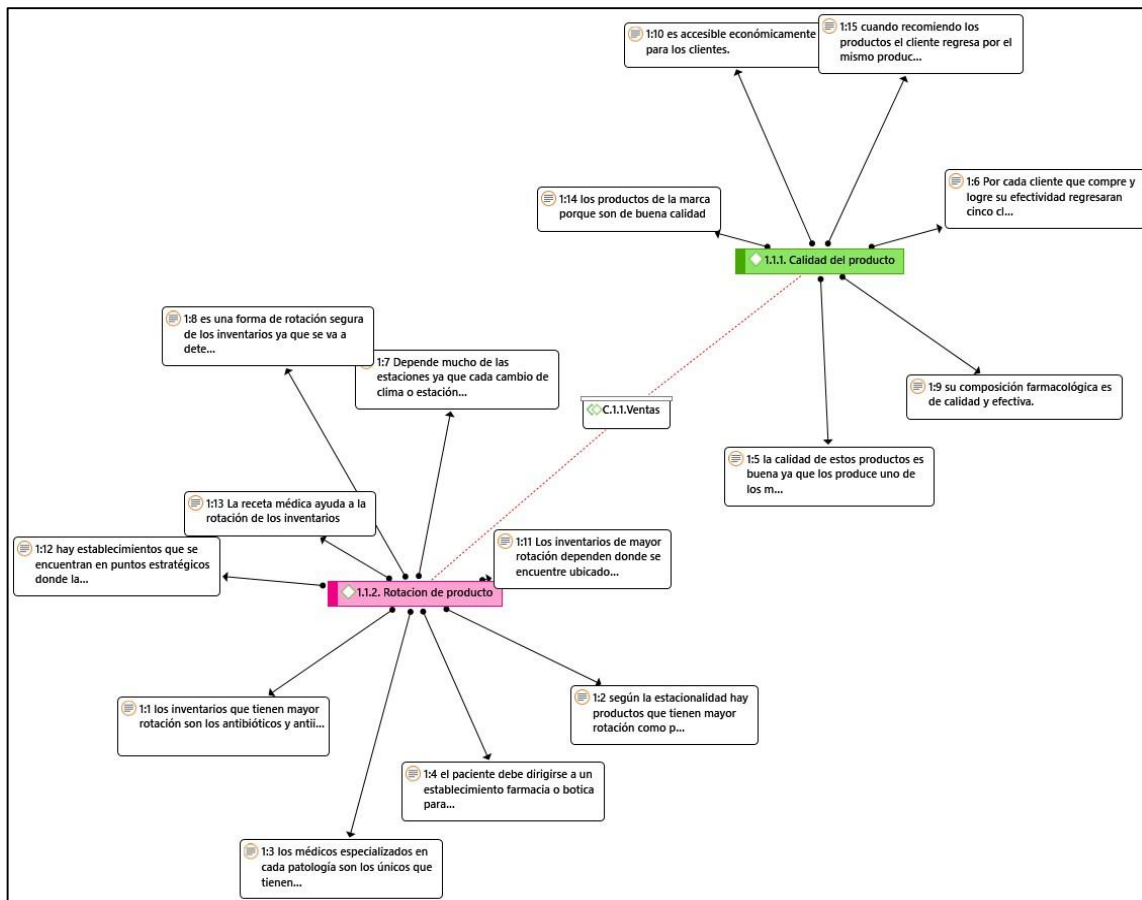 1:10 es accesible económicamente
para los clientes.
1:15 cuando recomiendo los
productos el cliente regresa por el
mismo produc...
1:14 los productos de la marca
porque son de buena calidad
1:6 Por cada cliente que compre y
logre su efectividad regresaran
cinco cl...
1.1.1. Calidad del producto
1:8 es una forma de rotación segura
de los inventarios ya que se va a
dete...
1:7 Depende mucho de las
estaciones ya que cada cambio de
clima o estación...
1:9 su composición farmacológica es
de calidad y efectiva.
C.1.1.Ventas
1:5 la calidad de estos productos es
buena ya que los produce uno de
los m...
1:13 La receta médica ayuda a la
rotación de los inventarios
1:12 hay establecimientos que se
encuentran en puntos estratégicos
donde la...
1:11 Los inventarios de mayor
rotación dependen donde se
encuentre ubicado...
1.1.2. Rotacion de producto
1:1 los inventarios que tienen mayor
rotación son los antibióticos y antii...
1:2 según la estacionalidad hay
productos que tienen mayor
rotación como p...
1:4 el paciente debe dirigirse a un
establecimiento farmacia o botica
para...
1:3 los médicos especializados en
cada patología son los únicos que
tienen...